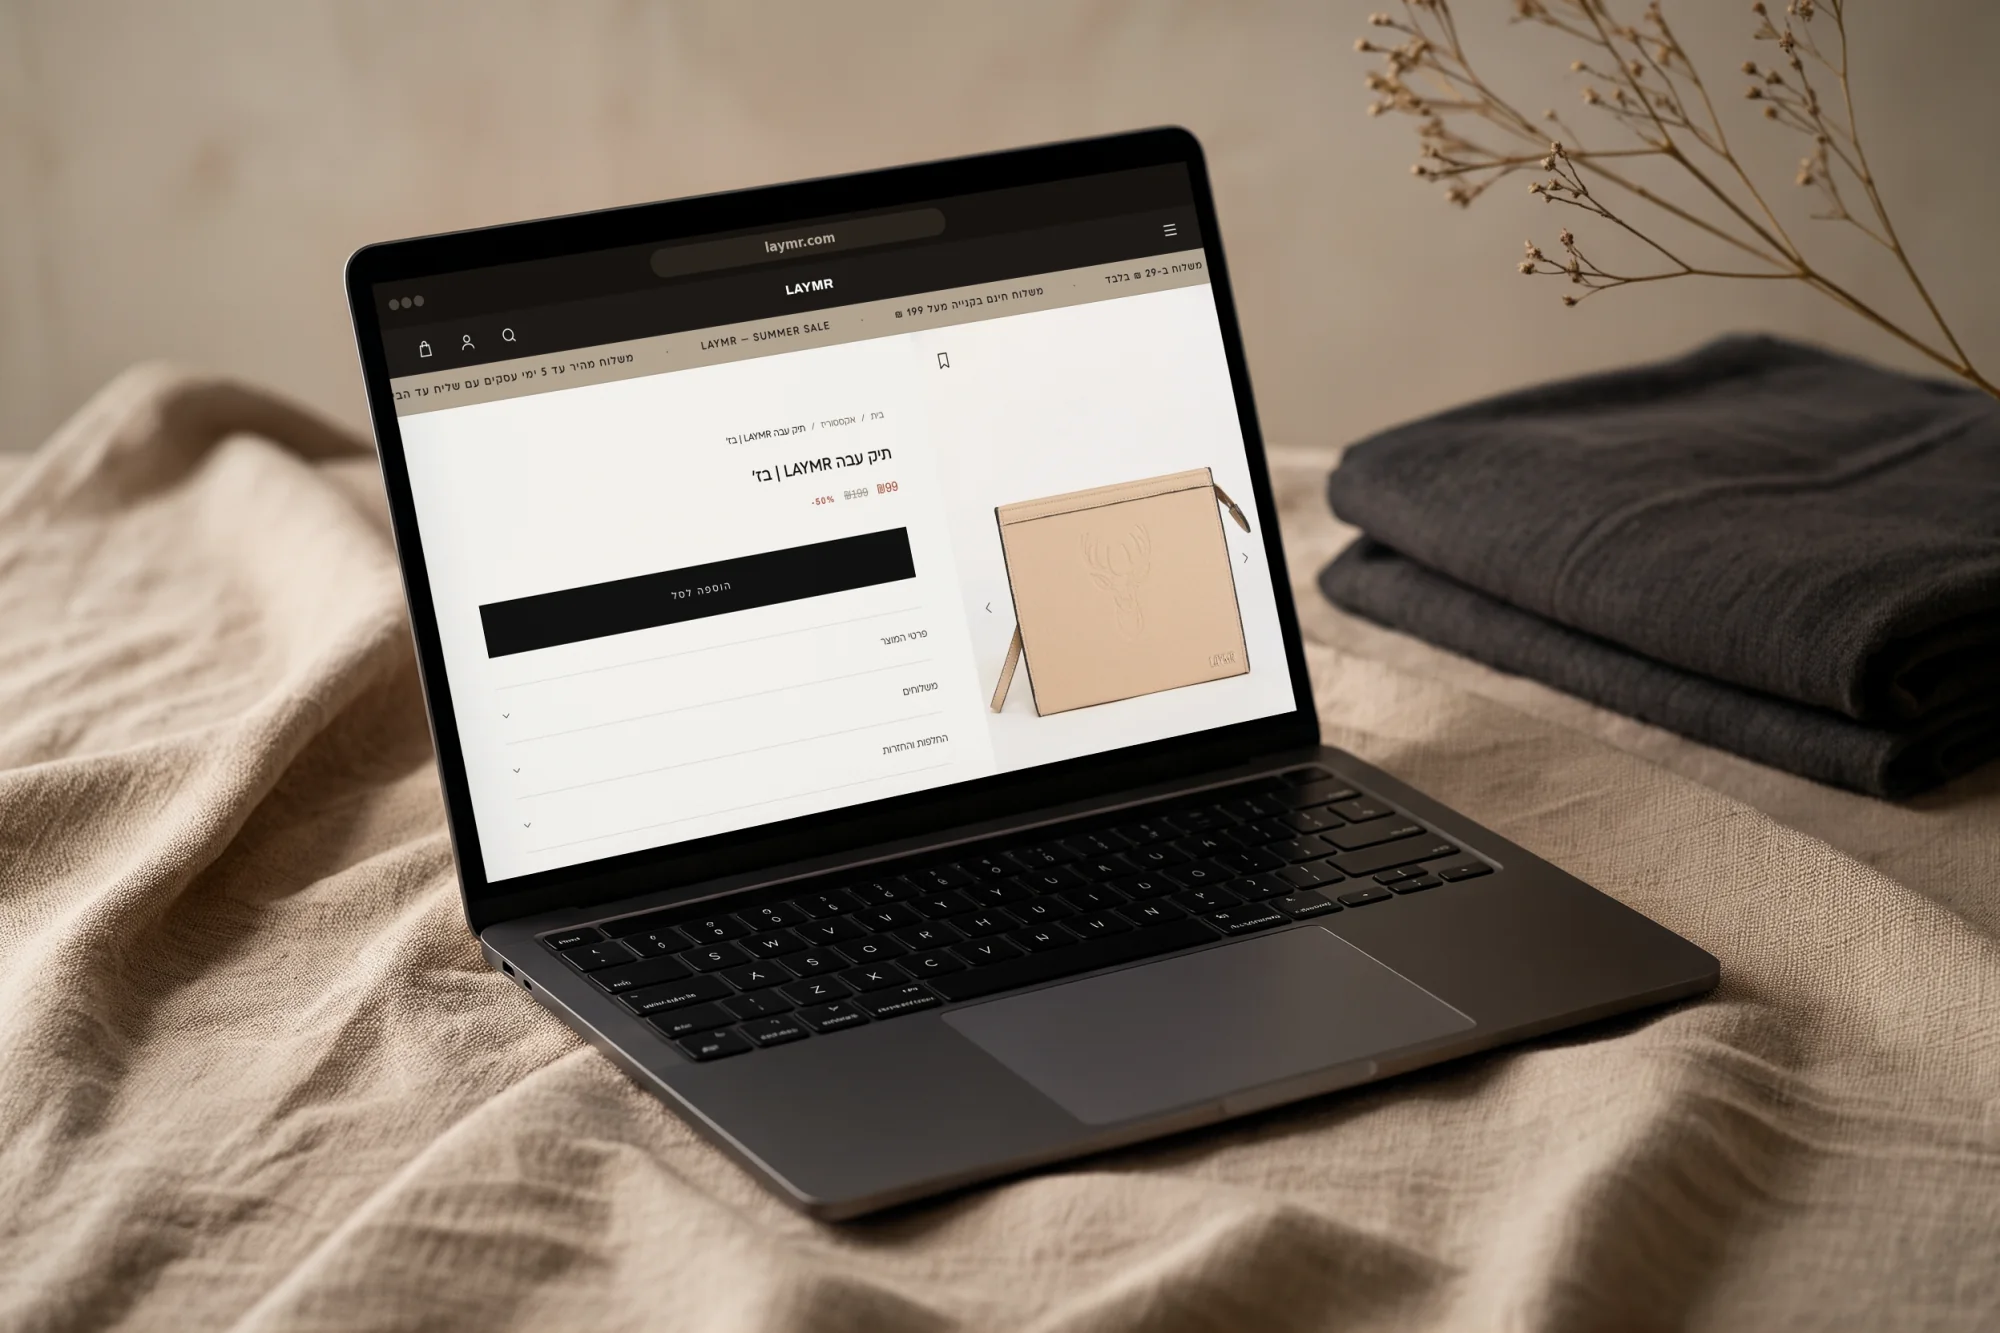 laymr.com
LAYMR
משלוח ב-29 ₪ בלבד · משלוח חינם בקנייה מעל 199 ₪ · LAYMR — SUMMER SALE · משלוח מהיר עד 5 ימי עסקים עם שליח עד
בית / אקססוריז / תיק עבה LAYMR | בז׳
תיק עבה LAYMR | בז׳
₪99 ₪199 -50%
הוספה לסל
פרטי המוצר
משלוחים
החלפות והחזרות
LAYMR